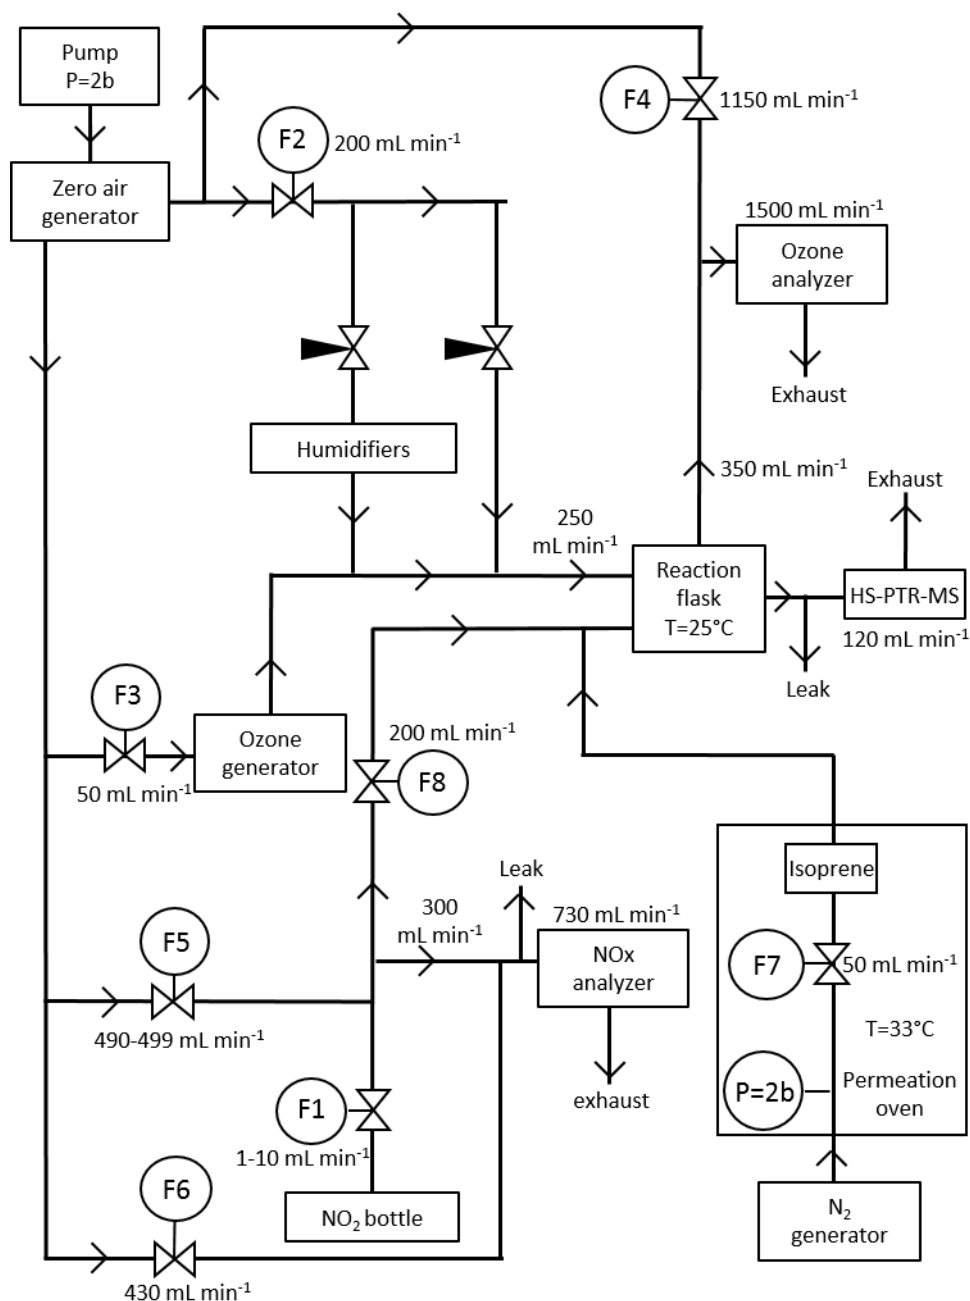 Pump
P=2b
F4
1150 mL min⁻¹
F2
200 mL min⁻¹
Zero air
generator
1500 mL min⁻¹
Ozone
analyzer
Exhaust
Humidifiers
350 mL min⁻¹
Exhaust
250
mL min⁻¹
Reaction
flask
T=25°C
HS-PTR-MS
120 mL min⁻¹
Leak
F3
50 mL min⁻¹
Ozone
generator
200 mL min⁻¹
F8
Leak
300
mL min⁻¹
730 mL min⁻¹
NOx
analyzer
exhaust
Isoprene
F7
50 mL min⁻¹
T=33°C
P=2b
Permeation
oven
F5
490-499 mL min⁻¹
F1
1-10 mL min⁻¹
NO₂ bottle
F6
430 mL min⁻¹
N₂
generator